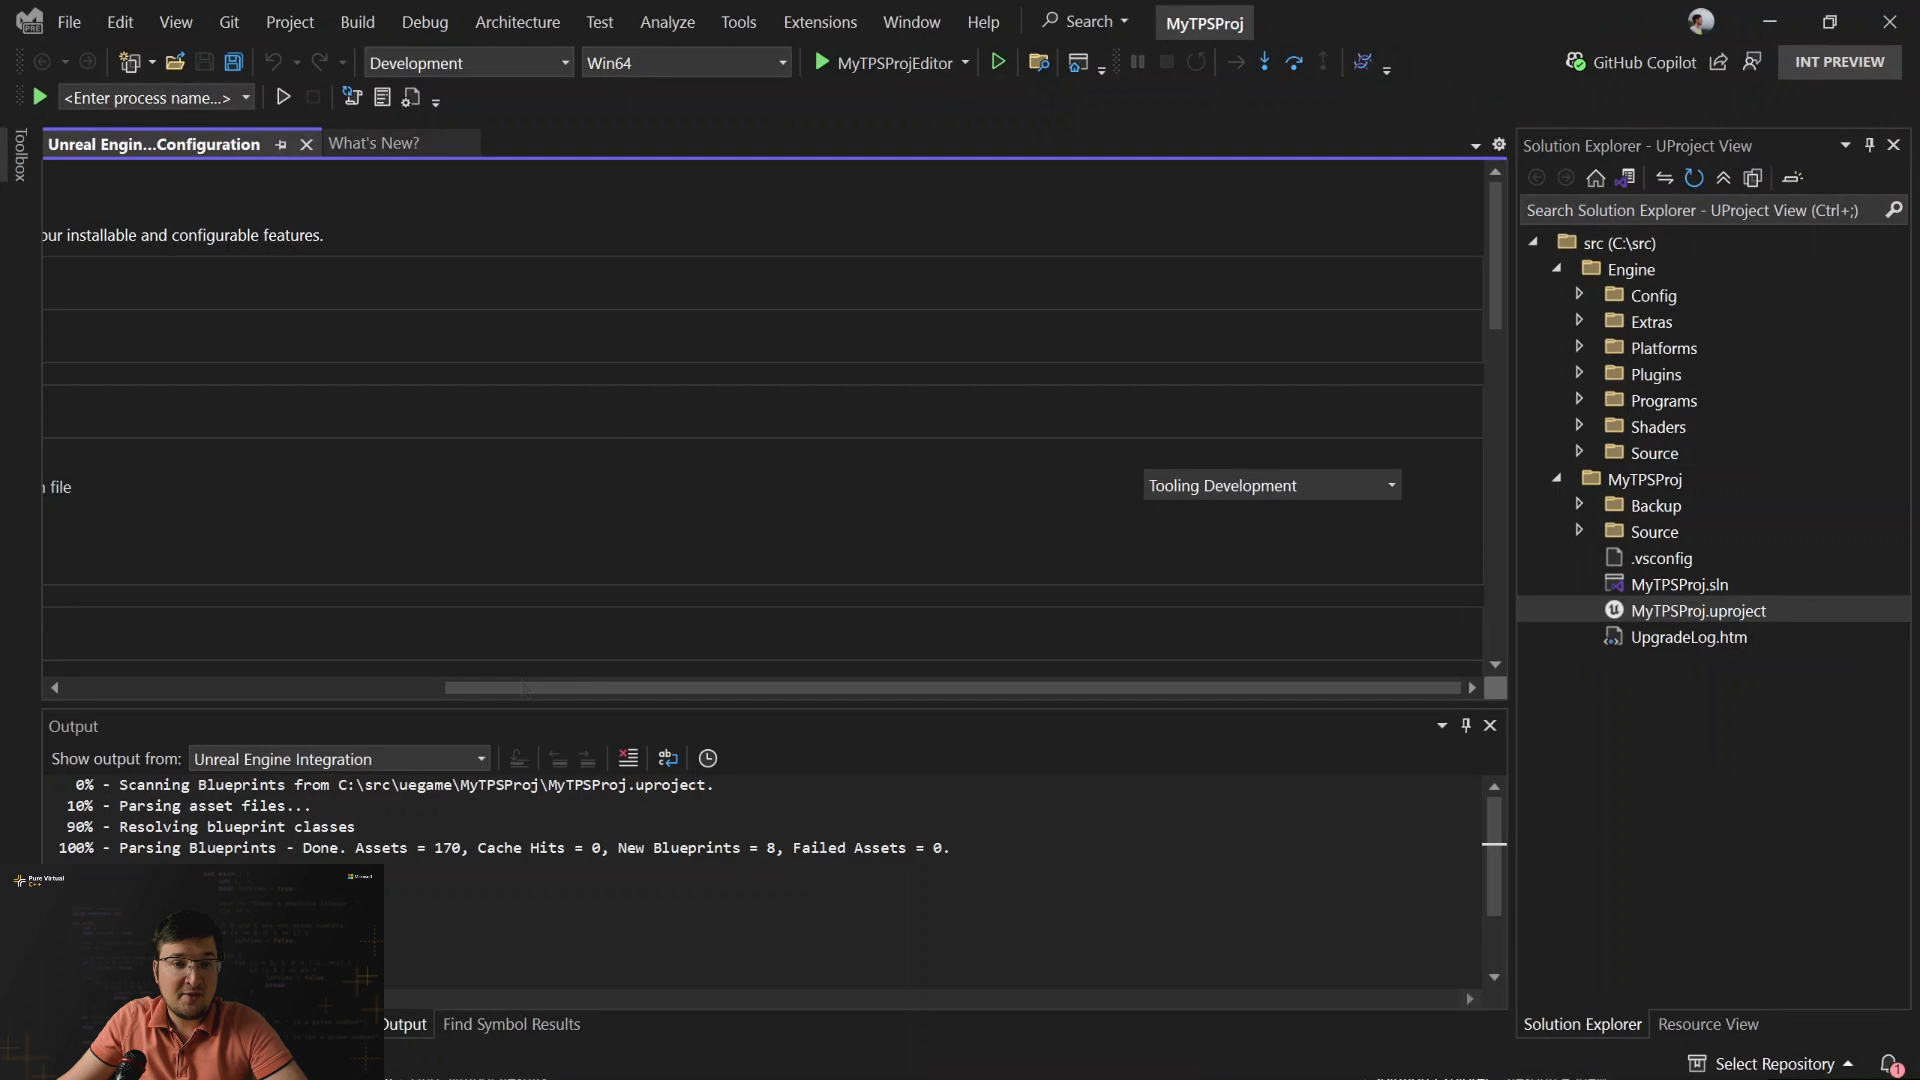 File Edit View Git Project Build Debug Architecture Test Analyze Tools Extensions Window Help Search MyTPSProj
Development Win64 MyTPSProjEditor GitHub Copilot INT PREVIEW
<Enter process name...>
Toolbox
Unreal Engin...Configuration What's New?
our installable and configurable features.
file
Tooling Development
Solution Explorer - UProject View
Search Solution Explorer - UProject View (Ctrl+;)
src (C:\src)
Engine
Config
Extras
Platforms
Plugins
Programs
Shaders
Source
MyTPSProj
Backup
Source
.vsconfig
MyTPSProj.sln
MyTPSProj.uproject
UpgradeLog.htm
Output
Show output from: Unreal Engine Integration
0% - Scanning Blueprints from C:\src\uegame\MyTPSProj\MyTPSProj.uproject.
10% - Parsing asset files...
90% - Resolving blueprint classes
100% - Parsing Blueprints - Done. Assets = 170, Cache Hits = 0, New Blueprints = 8, Failed Assets = 0.
Pure Virtual
C++
Microsoft
Output Find Symbol Results
Solution Explorer Resource View
Select Repository 1